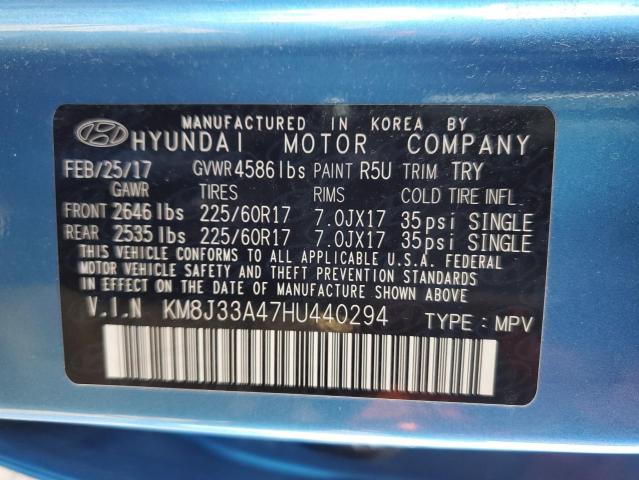 MANUFACTURED IN KOREA BY
HYUNDAI MOTOR COMPANY
FEB/25/17 GVWR 4586lbs PAINT R5U TRIM TRY
GAWR TIRES RIMS COLD TIRE INFL.
FRONT 2646 lbs 225/60R17 7.0JX17 35psi SINGLE
REAR 2535 lbs 225/60R17 7.0JX17 35psi SINGLE
THIS VEHICLE CONFORMS TO ALL APPLICABLE U.S.A. FEDERAL
MOTOR VEHICLE SAFETY AND THEFT PREVENTION STANDARDS
IN EFFECT ON THE DATE OF MANUFACTURE SHOWN ABOVE.
V.I.N KM8J33A47HU440294 TYPE : MPV